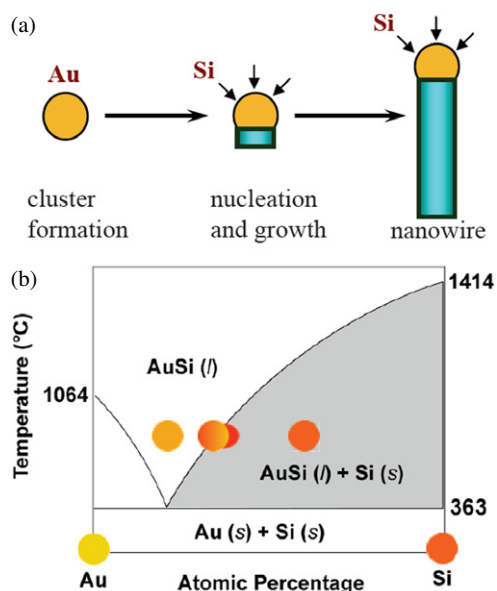 (a)
Si
Au
Si
cluster
formation
nucleation
and growth
nanowire
(b)
1414
AuSi (l)
1064
Temperature (°C)
AuSi (l) + Si (s)
363
Au (s) + Si (s)
Au
Atomic Percentage
Si